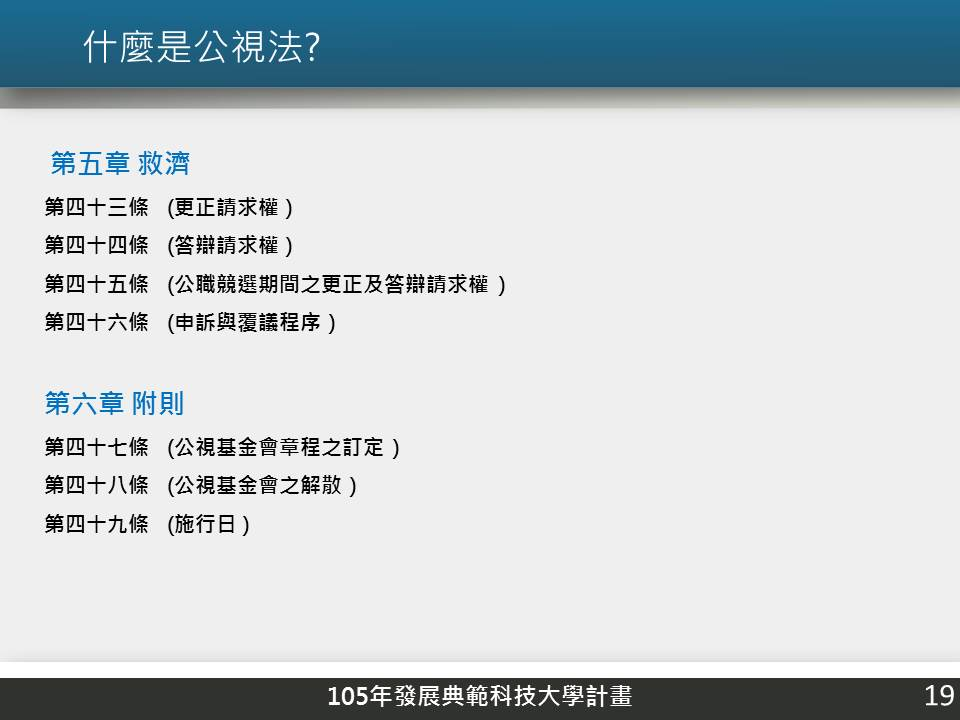 什麼是公視法?
第五章 救濟
第四十三條 (更正請求權 )
第四十四條 (答辯請求權 )
第四十五條 (公職競選期間之更正及答辯請求權 )
第四十六條 (申訴與覆議程序 )
第六章 附則
第四十七條 (公視基金會章程之訂定 )
第四十八條 (公視基金會之解散 )
第四十九條 (施行日 )
105年發展典範科技大學計畫
19